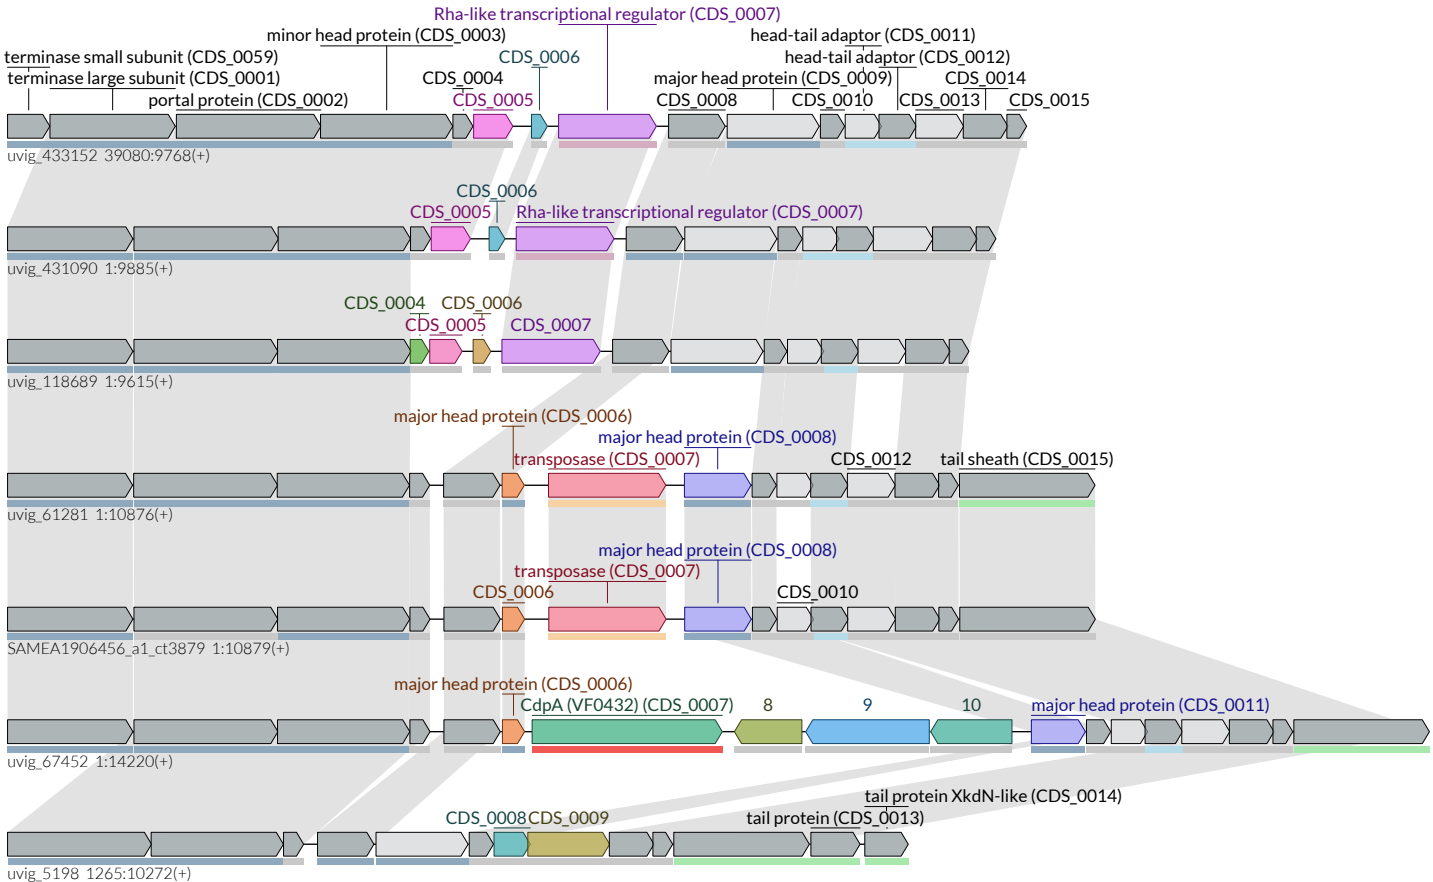 Rha-like transcriptional regulator (CDS_0007)
minor head protein (CDS_0003)
head-tail adaptor (CDS_0011)
terminase small subunit (CDS_0059)
CDS_0006
head-tail adaptor (CDS_0012)
terminase large subunit (CDS_0001)
CDS_0004
major head protein (CDS_0009)
CDS_0014
portal protein (CDS_0002)
CDS_0005
CDS_0008
CDS_0010
CDS_0013
CDS_0015
uvig_433152 39080:9768(+)
CDS_0006
CDS_0005
Rha-like transcriptional regulator (CDS_0007)
uvig_431090 1:9885(+)
CDS_0004
CDS_0006
CDS_0005
CDS_0007
uvig_118689 1:9615(+)
major head protein (CDS_0006)
major head protein (CDS_0008)
transposase (CDS_0007)
CDS_0012
tail sheath (CDS_0015)
uvig_61281 1:10876(+)
major head protein (CDS_0008)
transposase (CDS_0007)
CDS_0006
CDS_0010
SAMEA1906456_a1_ct3879 1:10879(+)
major head protein (CDS_0006)
CdpA (VF0432) (CDS_0007)
8
9
10
major head protein (CDS_0011)
uvig_67452 1:14220(+)
tail protein XkdN-like (CDS_0014)
CDS_0008
CDS_0009
tail protein (CDS_0013)
uvig_5198 1265:10272(+)